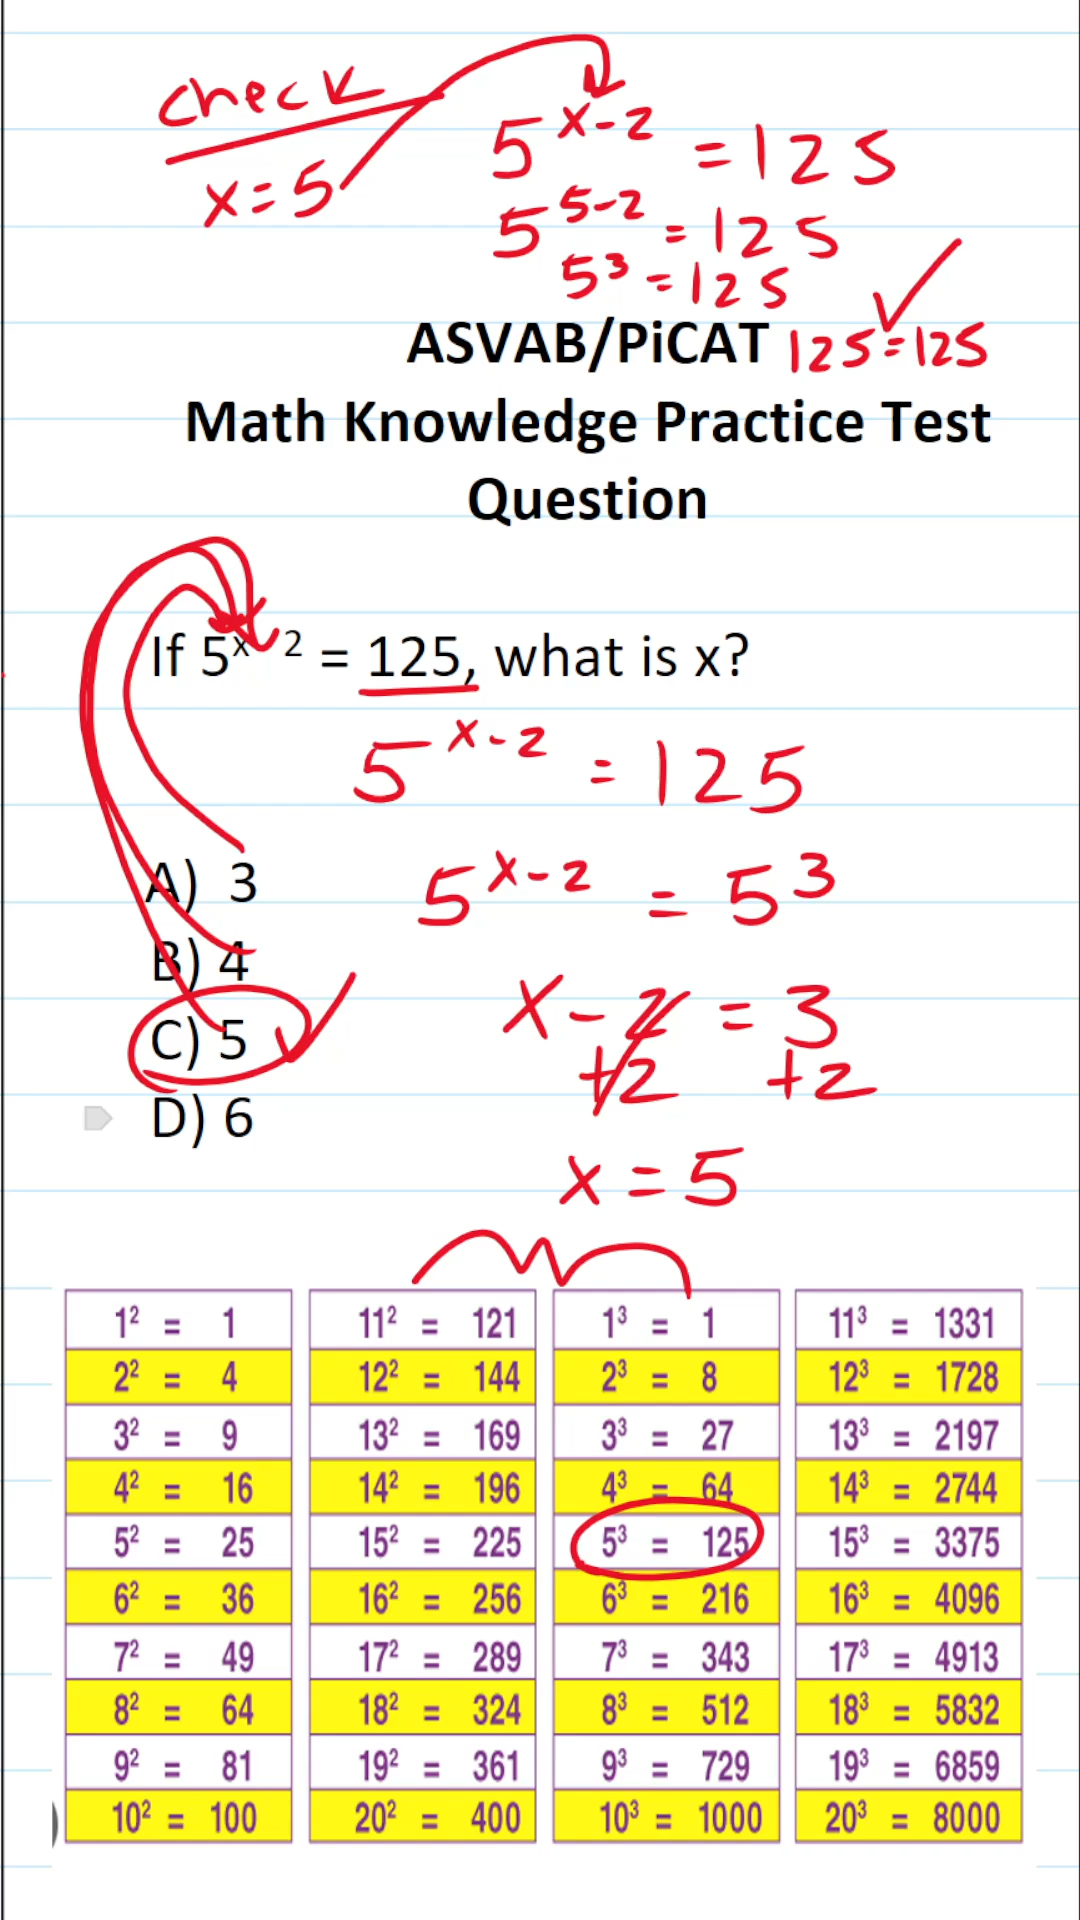 check
x=5
5^x-2 = 125
5^5-2 = 125
5³ = 125
125=125
ASVAB/PiCAT
Math Knowledge Practice Test
Question
If 5ˣ ² = 125, what is x?
5^x-2 = 125
5^x-2 = 5³
x-2 = 3
+2 +2
x = 5
A) 3
B) 4
C) 5
D) 6
1² = 1 11² = 121 1³ = 1 11³ = 1331
2² = 4 12² = 144 2³ = 8 12³ = 1728
3² = 9 13² = 169 3³ = 27 13³ = 2197
4² = 16 14² = 196 4³ = 64 14³ = 2744
5² = 25 15² = 225 5³ = 125 15³ = 3375
6² = 36 16² = 256 6³ = 216 16³ = 4096
7² = 49 17² = 289 7³ = 343 17³ = 4913
8² = 64 18² = 324 8³ = 512 18³ = 5832
9² = 81 19² = 361 9³ = 729 19³ = 6859
10² = 100 20² = 400 10³ = 1000 20³ = 8000